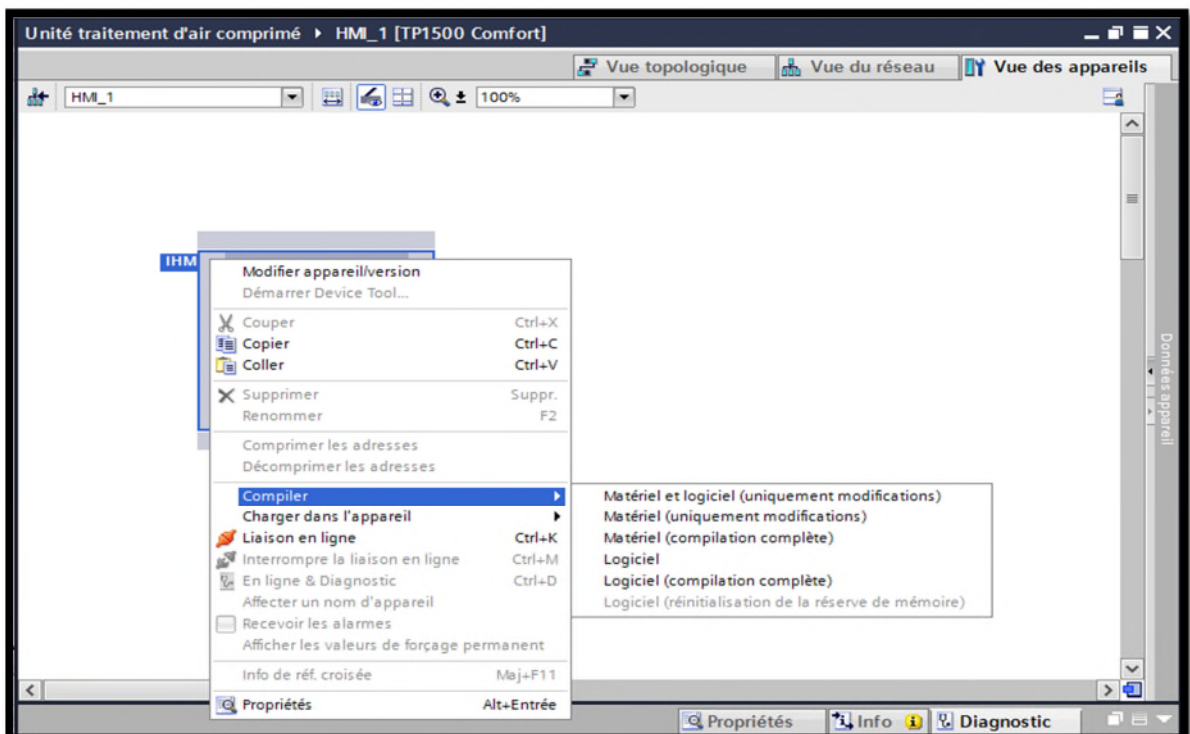 Unité traitement d'air comprimé ▸ HMI_1 [TP1500 Comfort]
Vue topologique Vue du réseau Vue des appareils
HMI_1 100%
IHM
Modifier appareil/version
Démarrer Device Tool...
Couper Ctrl+X
Copier Ctrl+C
Coller Ctrl+V
Supprimer Suppr.
Renommer F2
Comprimer les adresses
Décomprimer les adresses
Compiler
Charger dans l'appareil
Liaison en ligne Ctrl+K
Interrompre la liaison en ligne Ctrl+M
En ligne & Diagnostic Ctrl+D
Affecter un nom d'appareil
Recevoir les alarmes
Afficher les valeurs de forçage permanent
Info de réf. croisée Maj+F11
Propriétés Alt+Entrée
Matériel et logiciel (uniquement modifications)
Matériel (uniquement modifications)
Matériel (compilation complète)
Logiciel
Logiciel (compilation complète)
Logiciel (réinitialisation de la réserve de mémoire)
Données appareil
Propriétés Info Diagnostic